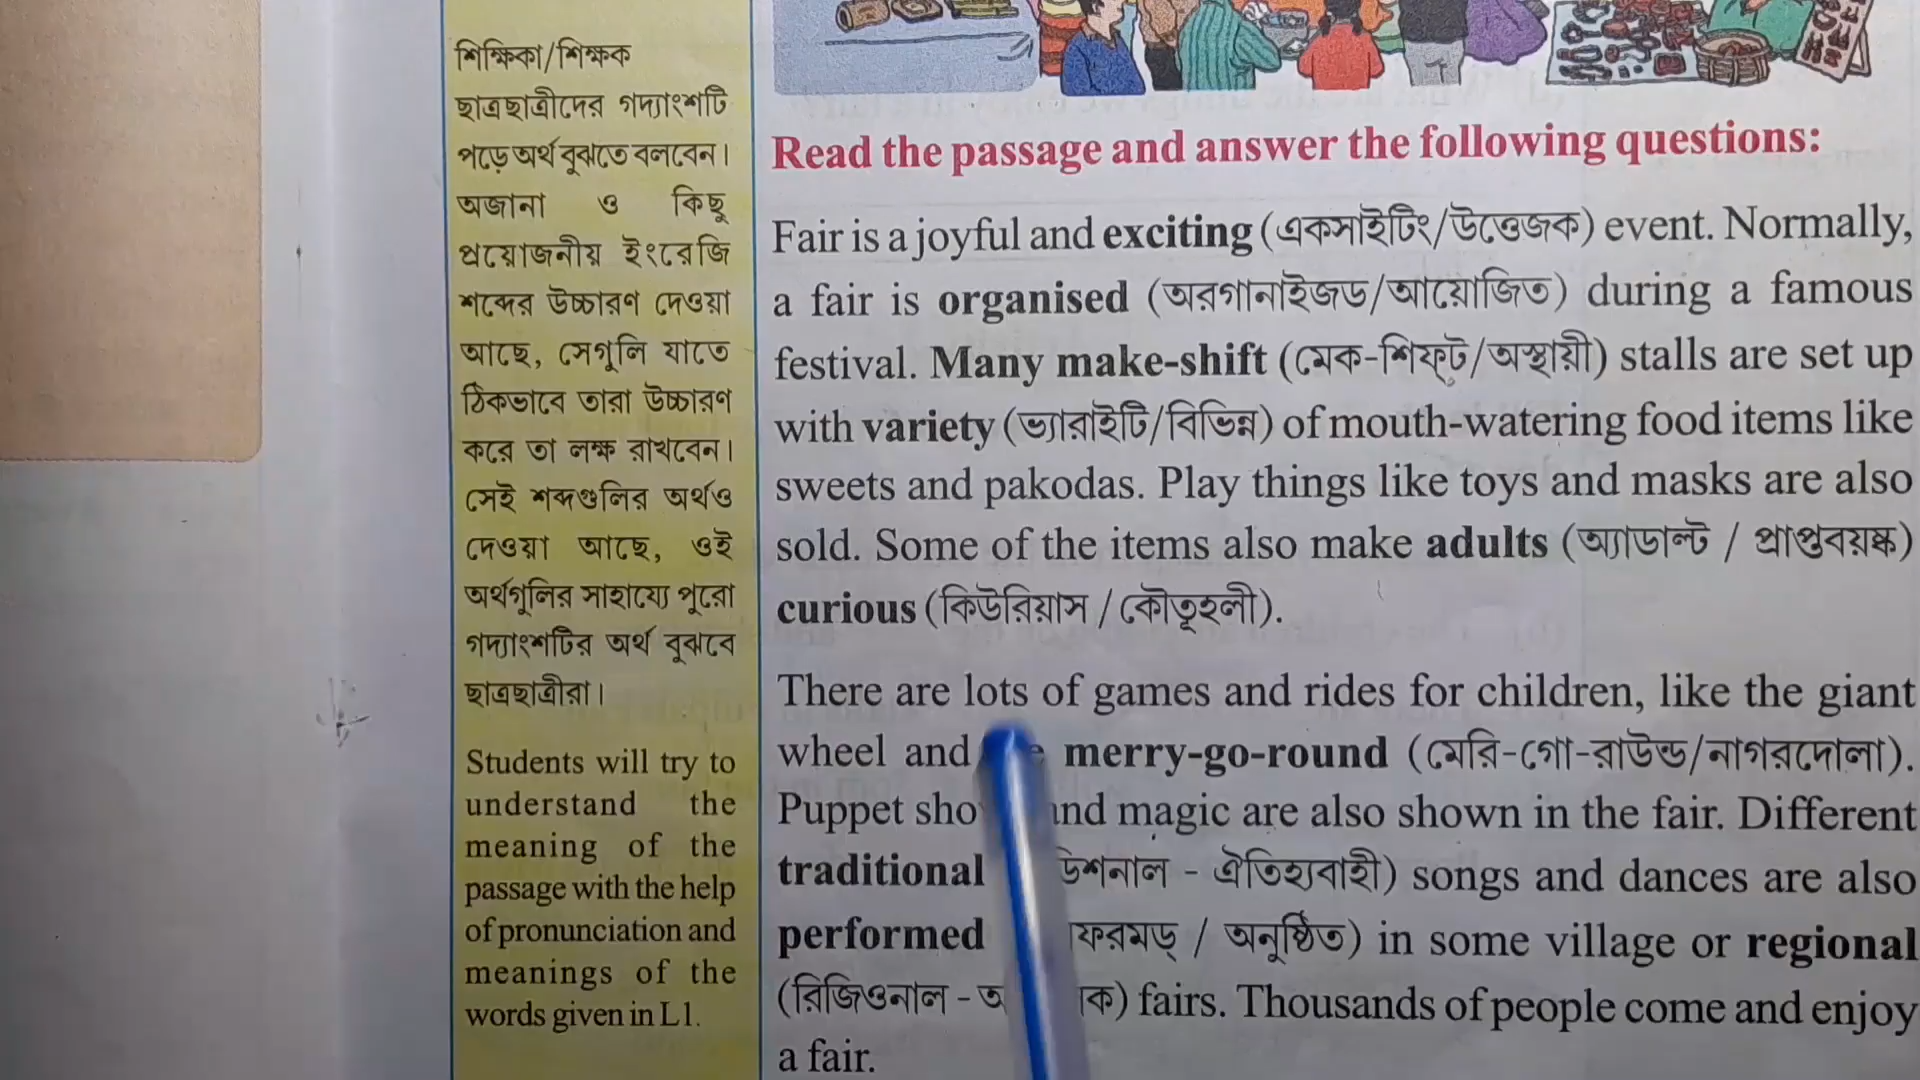 শিক্ষিকা/শিক্ষক
ছাত্রছাত্রীদের গদ্যাংশটি
পড়ে অর্থ বুঝতে বলবেন।
অজানা ও কিছু
প্রয়োজনীয় ইংরেজি
শব্দের উচ্চারণ দেওয়া
আছে, সেগুলি যাতে
ঠিকভাবে তারা উচ্চারণ
করে তা লক্ষ রাখবেন।
সেই শব্দগুলির অর্থও
দেওয়া আছে, ওই
অর্থগুলির সাহায্যে পুরো
গদ্যাংশটির অর্থ বুঝবে
ছাত্রছাত্রীরা।
Students will try to
understand the
meaning of the
passage with the help
of pronunciation and
meanings of the
words given in L1.
Read the passage and answer the following questions:
Fair is a joyful and exciting (একসাইটিং/উত্তেজক) event. Normally,
a fair is organised (অরগানাইজড/আয়োজিত) during a famous
festival. Many make-shift (মেক-শিফ্‌ট/অস্থায়ী) stalls are set up
with variety (ভ্যারাইটি/বিভিন্ন) of mouth-watering food items like
sweets and pakodas. Play things like toys and masks are also
sold. Some of the items also make adults (অ্যাডাল্ট / প্রাপ্তবয়স্ক)
curious (কিউরিয়াস / কৌতূহলী).
There are lots of games and rides for children, like the giant
wheel and merry-go-round (মেরি-গো-রাউন্ড/নাগরদোলা).
Puppet and magic are also shown in the fair. Different
traditional - ঐতিহ্যবাহী) songs and dances are also
performed / অনুষ্ঠিত) in some village or regional
(রিজিওনাল - fairs. Thousands of people come and enjoy
a fair.